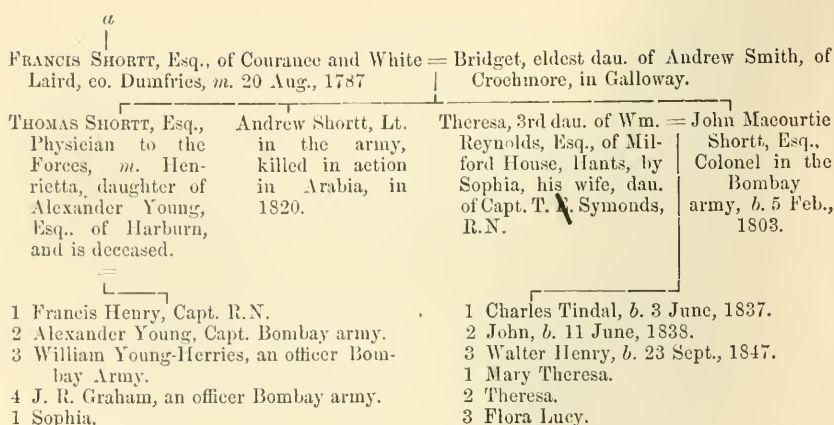 a
FRANCIS SHORTT, Esq., of Courance and White = Bridget, eldest dau. of Andrew Smith, of
Laird, co. Dumfries, m. 20 Aug., 1787
Crochmore, in Galloway.
THOMAS SHORTT, Esq.,
Physician to the
Forces, m. Hen-
rietta, daughter of
Alexander Young,
Esq.. of Harburn,
and is deceased.
=
Andrew Shortt, Lt.
in the army,
killed in action
in Arabia, in
1820.
Theresa, 3rd dau. of Wm. =
Reynolds, Esq., of Mil-
ford House, Hants, by
Sophia, his wife, dau.
of Capt. T. Symonds,
R.N.
John Macourtie
Shortt, Esq.,
Colonel in the
Bombay
army, b. 5 Feb.,
1803.
1 Francis Henry, Capt. R.N.
2 Alexander Young, Capt. Bombay army.
3 William Young-Herries, an officer Bom-
bay Army.
4 J. R. Graham, an officer Bombay army.
1 Sophia.
1 Charles Tindal, b. 3 June, 1837.
2 John, b. 11 June, 1838.
3 Walter Henry, b. 23 Sept., 1847.
1 Mary Theresa.
2 Theresa.
3 Flora Lucy.